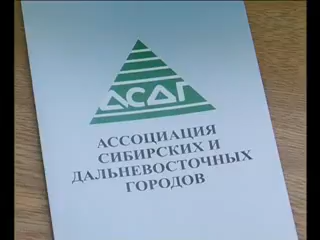 АСДГ
АССОЦИАЦИЯ
СИБИРСКИХ И
ДАЛЬНЕВОСТОЧНЫХ
ГОРОДОВ